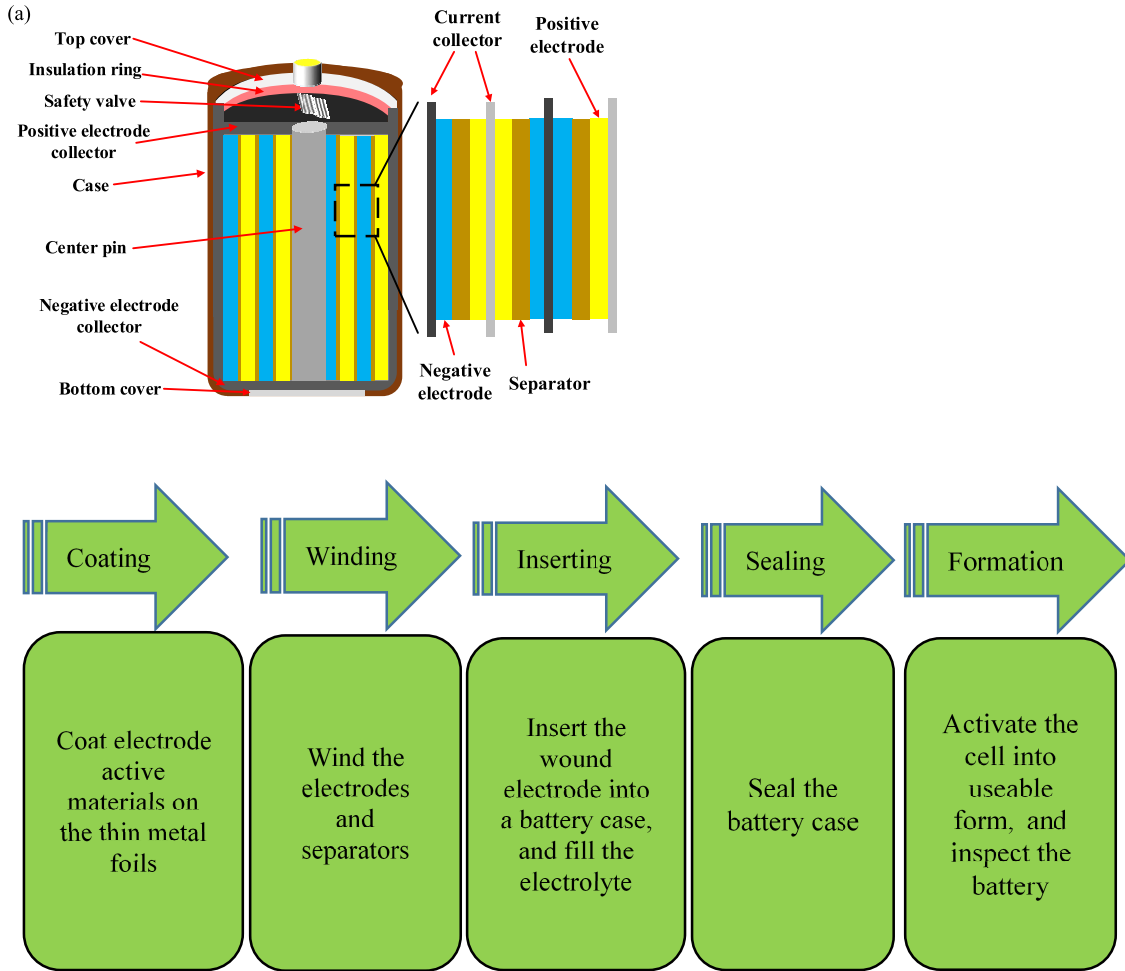 (a)
Top cover
Insulation ring
Safety valve
Positive electrode
collector
Case
Center pin
Negative electrode
collector
Bottom cover
Current
collector
Positive
electrode
Negative
electrode
Separator
Coating
Winding
Inserting
Sealing
Formation
Coat electrode
active
materials on
the thin metal
foils
Wind the
electrodes
and
separators
Insert the
wound
electrode into
a battery case,
and fill the
electrolyte
Seal the
battery case
Activate the
cell into
useable
form,  and
inspect the
battery